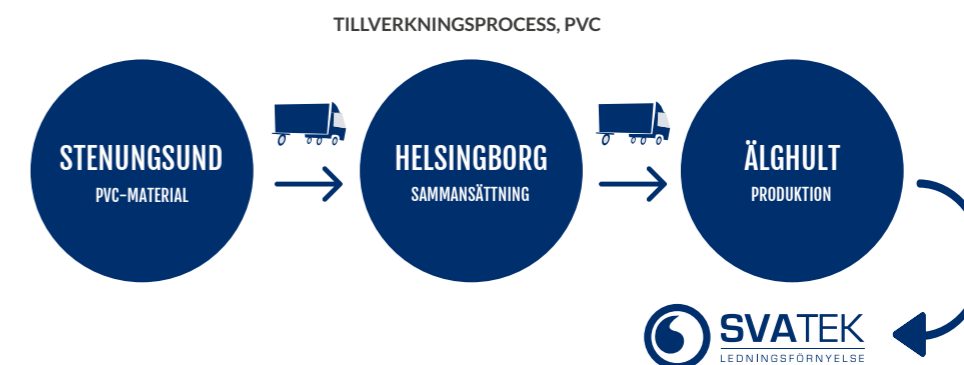 TILLVERKNINGSPROCESS, PVC
STENUNGSUND
PVC-MATERIAL
HELSINGBORG
SAMMANSÄTTNING
ÄLGHULT
PRODUKTION
SVATEK
LEDNINGSFÖRNYELSE